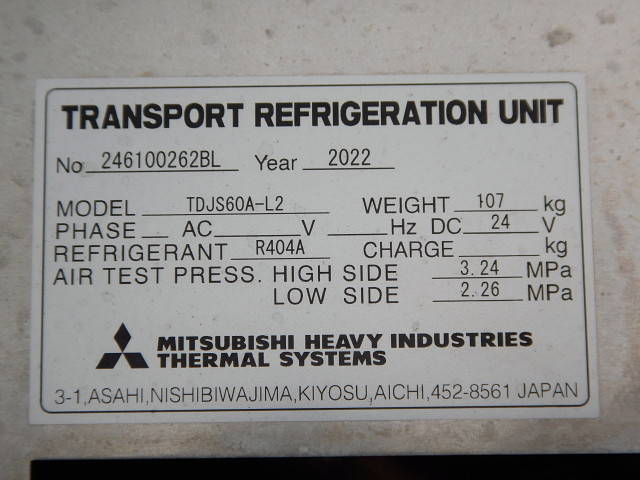 TRANSPORT REFRIGERATION UNIT
No 246100262BL Year 2022
MODEL TDJS60A-L2 WEIGHT 107 kg
PHASE AC V Hz DC 24 V
REFRIGERANT R404A CHARGE kg
AIR TEST PRESS. HIGH SIDE 3.24 MPa
LOW SIDE 2.26 MPa
MITSUBISHI HEAVY INDUSTRIES
THERMAL SYSTEMS
3-1,ASAHI,NISHIBIWAJIMA,KIYOSU,AICHI,452-8561 JAPAN